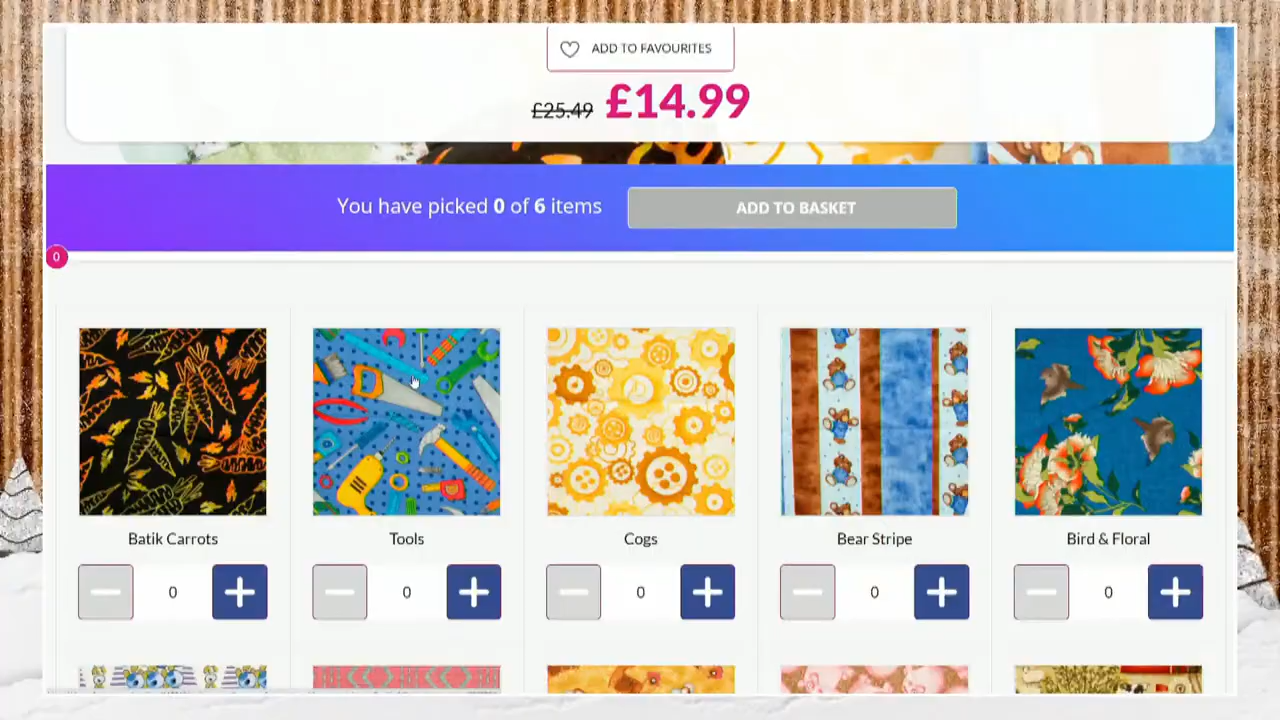 ADD TO FAVOURITES
£25.49 £14.99
You have picked 0 of 6 items
ADD TO BASKET
0
Batik Carrots
Tools
Cogs
Bear Stripe
Bird & Floral
0
0
0
0
0